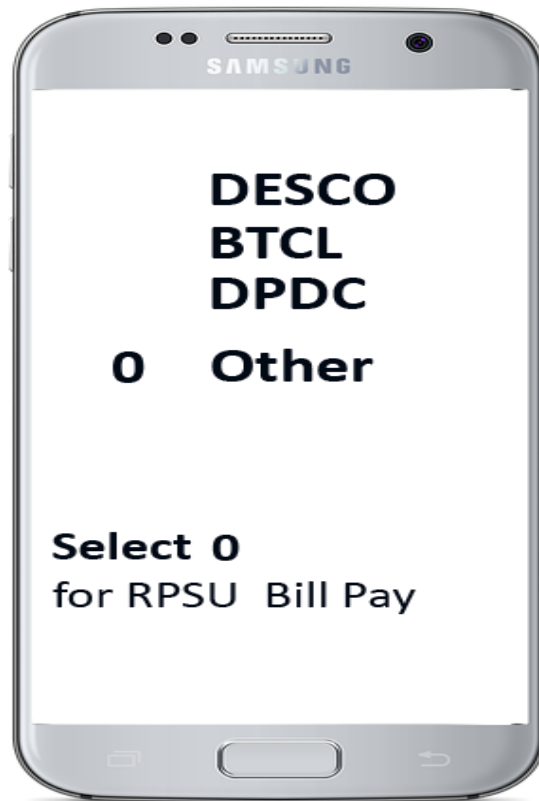 SAMSUNG
DESCO
BTCL
DPDC
0 Other
Select 0
for RPSU Bill Pay